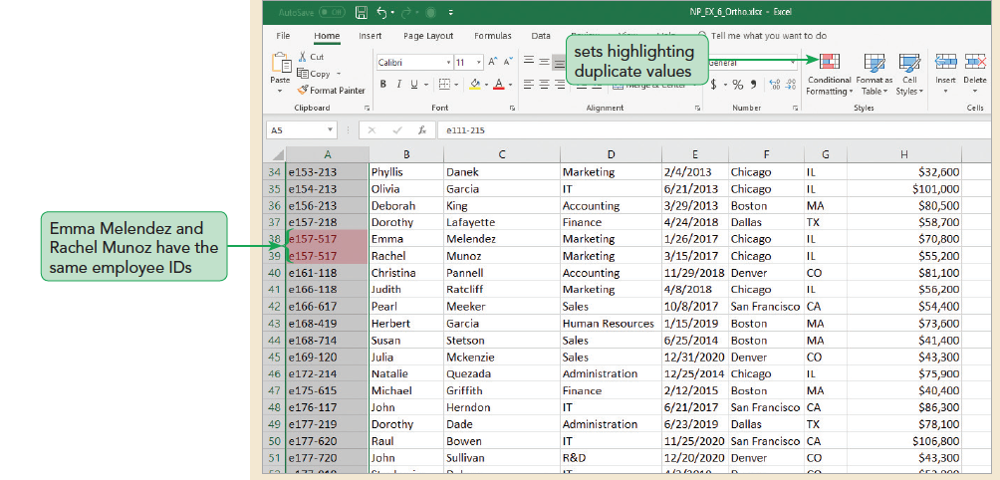 AutoSave Off NP_EX_6_Ortho.xlsx - Excel
File Home Insert Page Layout Formulas Data Tell me what you want to do
sets highlighting
duplicate values
Cut
Copy
Format Painter
Paste
Clipboard
Calibri 11 A^ A˅
B I U A
Font
Alignment
General
$ % 9
Number
Conditional Format as Cell
Formatting Table Styles
Styles
Insert Delete
Cells
A5 fx e111-215
A B C D E F G H
34 e153-213 Phyllis Danek Marketing 2/4/2013 Chicago IL $32,600
35 e154-213 Olivia Garcia IT 6/21/2013 Chicago IL $101,000
36 e156-213 Deborah King Accounting 3/29/2013 Boston MA $80,500
37 e157-218 Dorothy Lafayette Finance 4/24/2018 Dallas TX $58,700
38 e157-517 Emma Melendez Marketing 1/26/2017 Chicago IL $70,800
39 e157-517 Rachel Munoz Marketing 3/15/2017 Chicago IL $55,200
40 e161-118 Christina Pannell Accounting 11/29/2018 Denver CO $81,100
41 e166-118 Judith Ratcliff Marketing 4/8/2018 Chicago IL $56,200
42 e166-617 Pearl Meeker Sales 10/8/2017 San Francisco CA $54,400
43 e168-419 Herbert Garcia Human Resources 1/15/2019 Boston MA $73,600
44 e168-714 Susan Stetson Sales 6/25/2014 Boston MA $41,400
45 e169-120 Julia Mckenzie Sales 12/31/2020 Denver CO $43,300
46 e172-214 Natalie Quezada Administration 12/25/2014 Chicago IL $75,900
47 e175-615 Michael Griffith Finance 2/12/2015 Boston MA $40,400
48 e176-117 John Herndon IT 6/21/2017 San Francisco CA $86,300
49 e177-219 Dorothy Dade Administration 6/23/2019 Dallas TX $78,100
50 e177-620 Raul Bowen IT 11/25/2020 San Francisco CA $106,800
51 e177-720 John Sullivan R&D 12/20/2020 Denver CO $43,300
Emma Melendez and
Rachel Munoz have the
same employee IDs